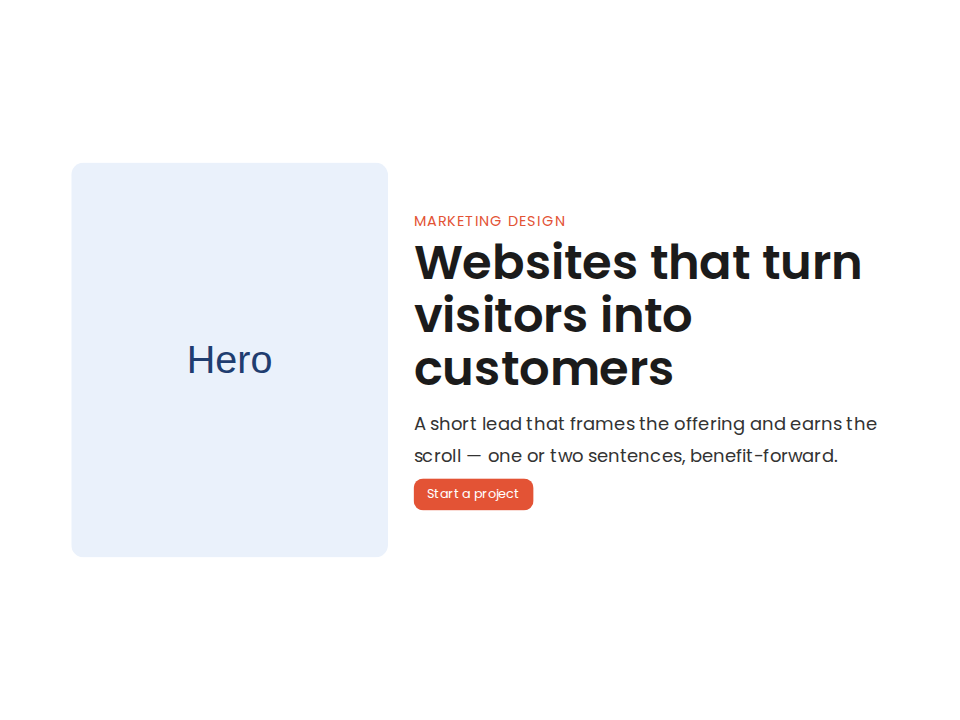 Hero
MARKETING DESIGN
Websites that turn
visitors into
customers
A short lead that frames the offering and earns the
scroll — one or two sentences, benefit-forward.
Start a project